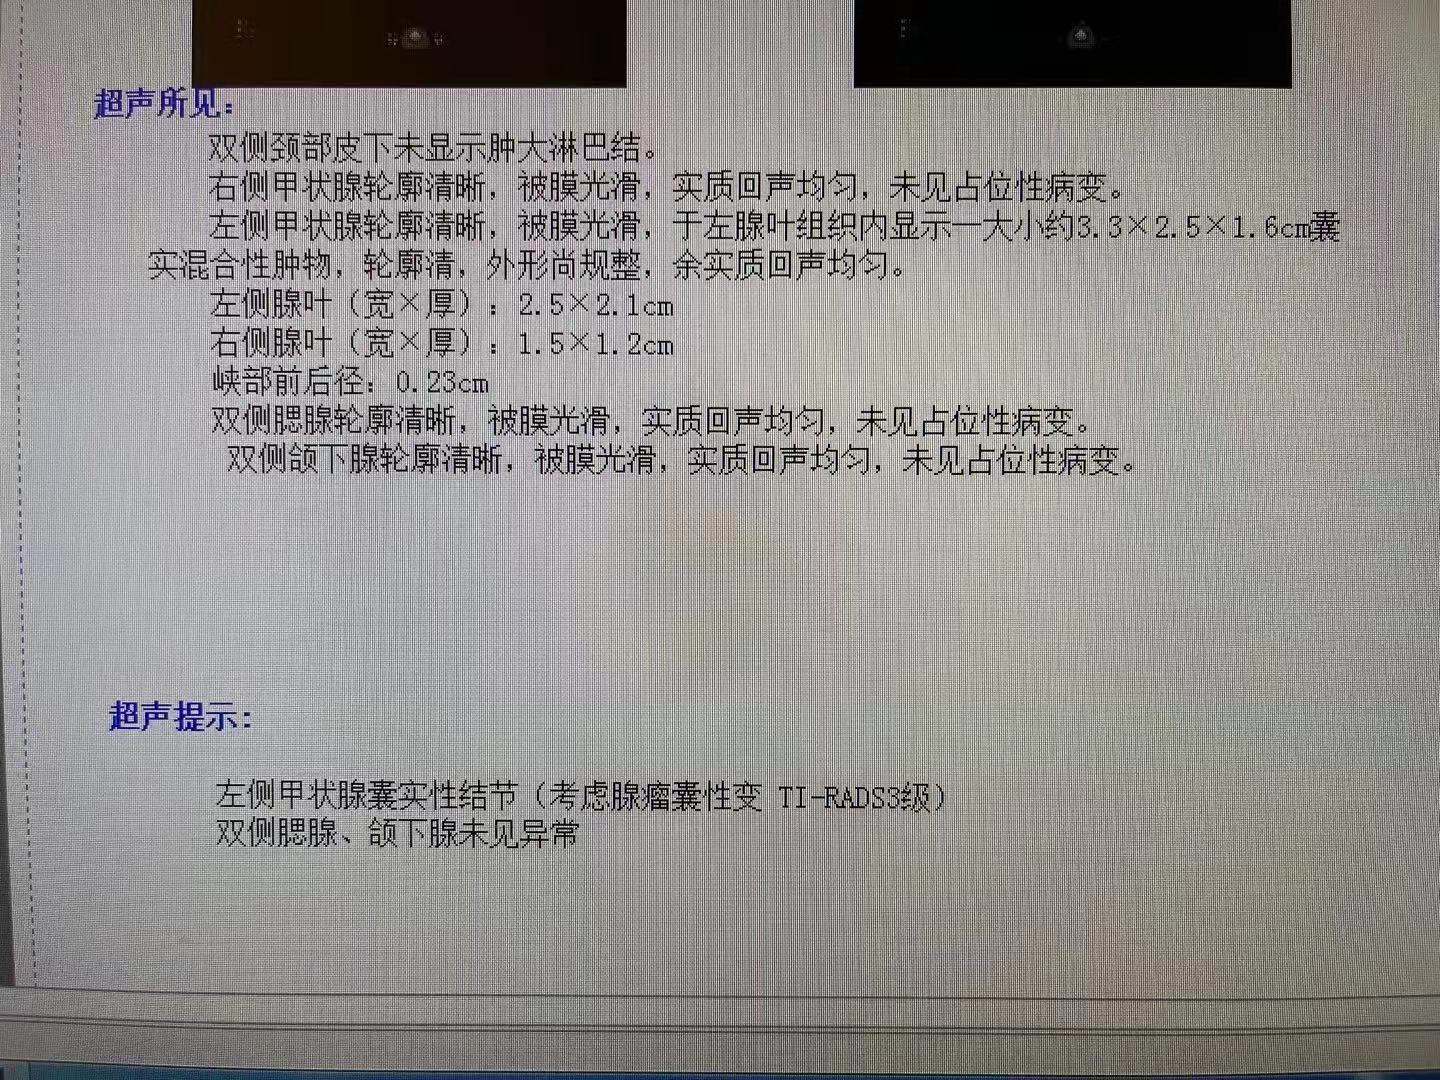 超声所见：
双侧颈部皮下未显示肿大淋巴结。
右侧甲状腺轮廓清晰，被膜光滑，实质回声均匀，未见占位性病变。
左侧甲状腺轮廓清晰，被膜光滑，于左腺叶组织内显示一大小约3.3×2.5×1.6cm囊
实混合性肿物，轮廓清，外形尚规整，余实质回声均匀。
左侧腺叶（宽×厚）：2.5×2.1cm
右侧腺叶（宽×厚）：1.5×1.2cm
峡部前后径：0.23cm
双侧腮腺轮廓清晰，被膜光滑，实质回声均匀，未见占位性病变。
双侧颌下腺轮廓清晰，被膜光滑，实质回声均匀，未见占位性病变。
超声提示：
左侧甲状腺囊实性结节（考虑腺瘤囊性变 TI-RADS3级）
双侧腮腺、颌下腺未见异常